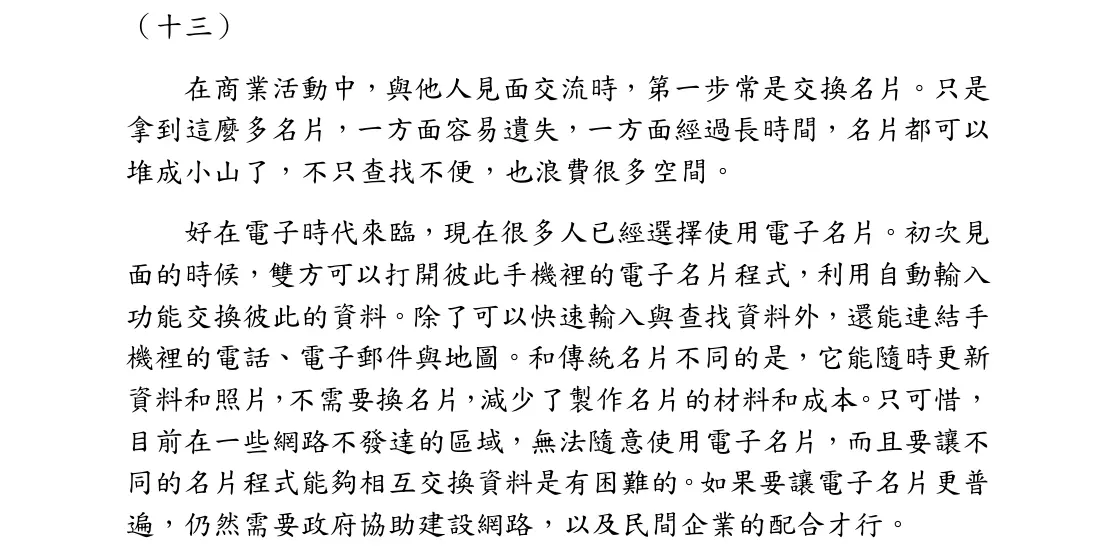 （十三）
在商業活動中，與他人見面交流時，第一步常是交換名片。只是
拿到這麼多名片，一方面容易遺失，一方面經過長時間，名片都可以
堆成小山了，不只查找不便，也浪費很多空間。
好在電子時代來臨，現在很多人已經選擇使用電子名片。初次見
面的時候，雙方可以打開彼此手機裡的電子名片程式，利用自動輸入
功能交換彼此的資料。除了可以快速輸入與查找資料外，還能連結手
機裡的電話、電子郵件與地圖。和傳統名片不同的是，它能隨時更新
資料和照片，不需要換名片，減少了製作名片的材料和成本。只可惜，
目前在一些網路不發達的區域，無法隨意使用電子名片，而且要讓不
同的名片程式能夠相互交換資料是有困難的。如果要讓電子名片更普
遍，仍然需要政府協助建設網路，以及民間企業的配合才行。